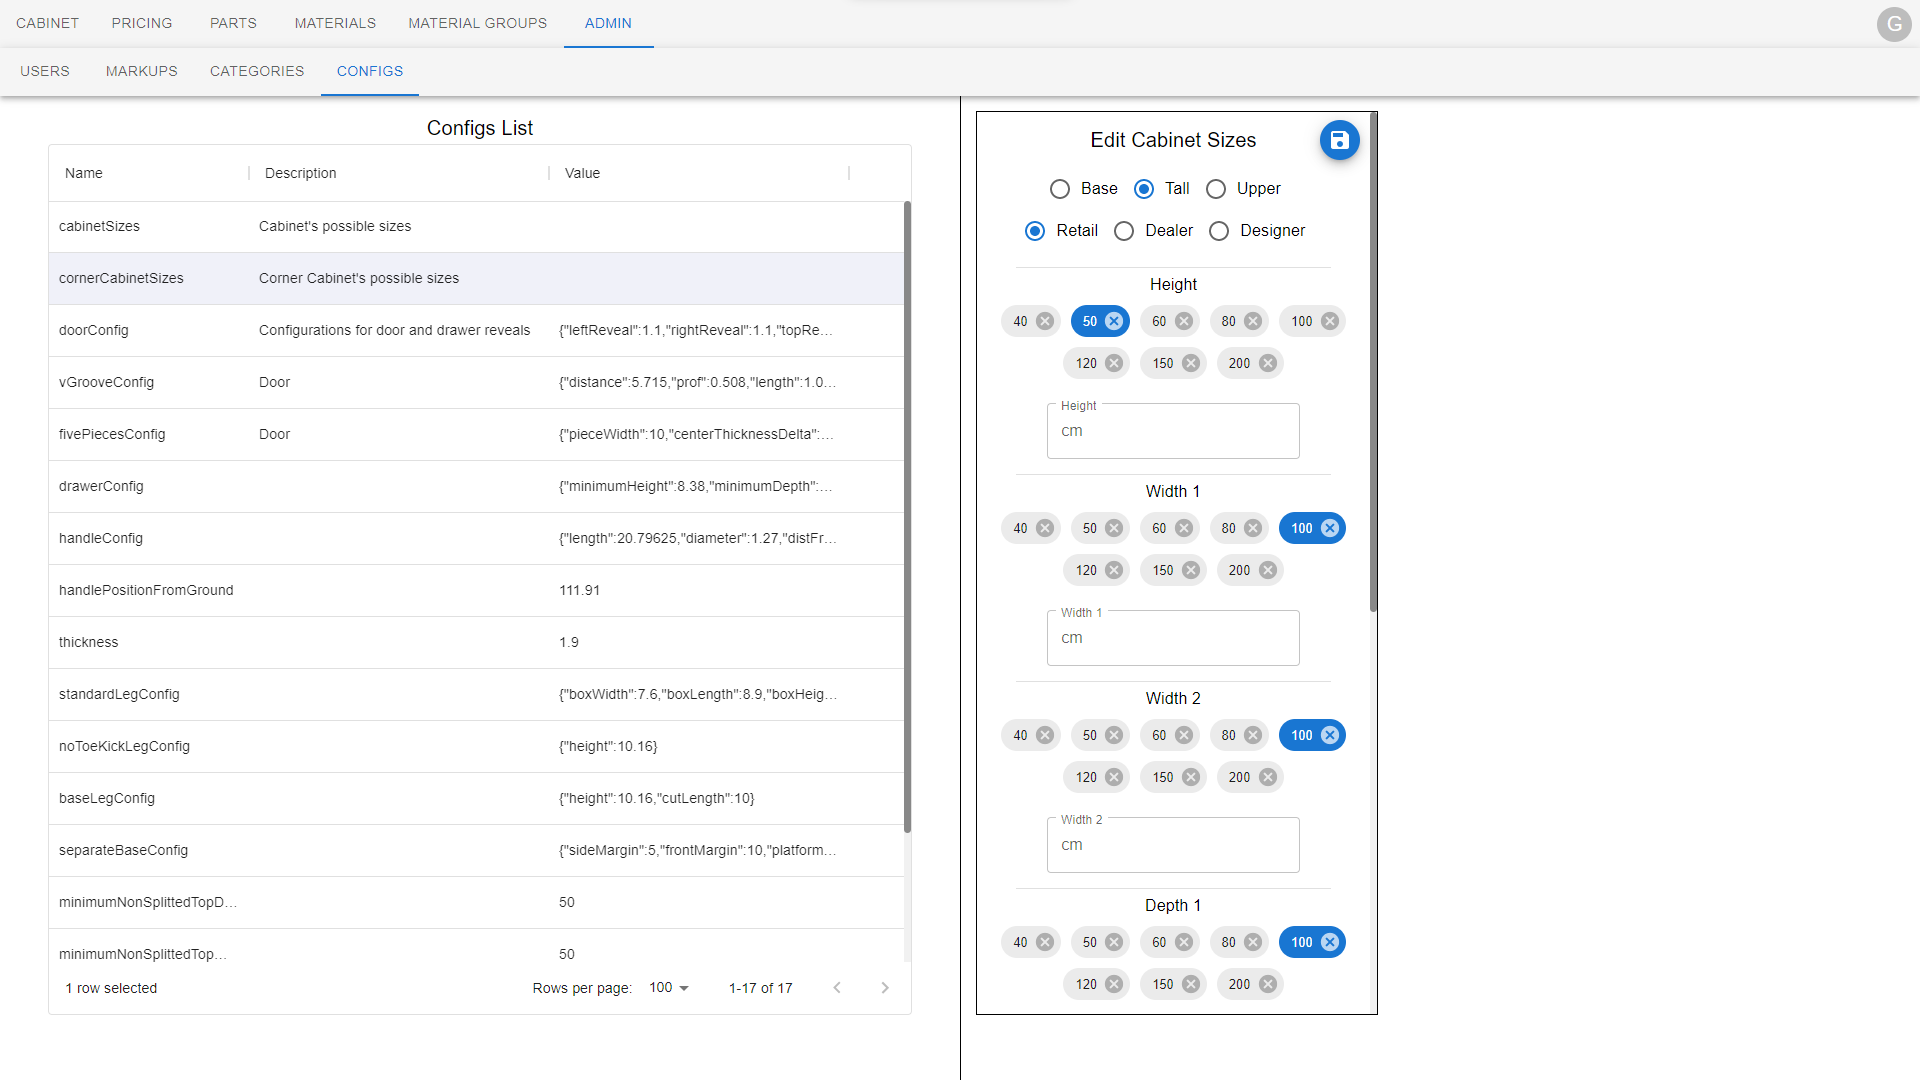 CABINET PRICING PARTS MATERIALS MATERIAL GROUPS ADMIN G
USERS MARKUPS CATEGORIES CONFIGS
Configs List
Name Description Value
cabinetSizes Cabinet's possible sizes
cornerCabinetSizes Corner Cabinet's possible sizes
doorConfig Configurations for door and drawer reveals {"leftReveal":1.1,"rightReveal":1.1,"topRe...
vGrooveConfig Door {"distance":5.715,"prof":0.508,"length":1.0...
fivePiecesConfig Door {"pieceWidth":10,"centerThicknessDelta":...
drawerConfig {"minimumHeight":8.38,"minimumDepth":...
handleConfig {"length":20.79625,"diameter":1.27,"distFr...
handlePositionFromGround 111.91
thickness 1.9
standardLegConfig {"boxWidth":7.6,"boxLength":8.9,"boxHeig...
noToeKickLegConfig {"height":10.16}
baseLegConfig {"height":10.16,"cutLength":10}
separateBaseConfig {"sideMargin":5,"frontMargin":10,"platform...
minimumNonSplittedTopD... 50
minimumNonSplittedTop... 50
1 row selected Rows per page: 100 1-17 of 17
Edit Cabinet Sizes
Base Tall Upper
Retail Dealer Designer
Height
40 50 60 80 100
120 150 200
Height
cm
Width 1
40 50 60 80 100
120 150 200
Width 1
cm
Width 2
40 50 60 80 100
120 150 200
Width 2
cm
Depth 1
40 50 60 80 100
120 150 200